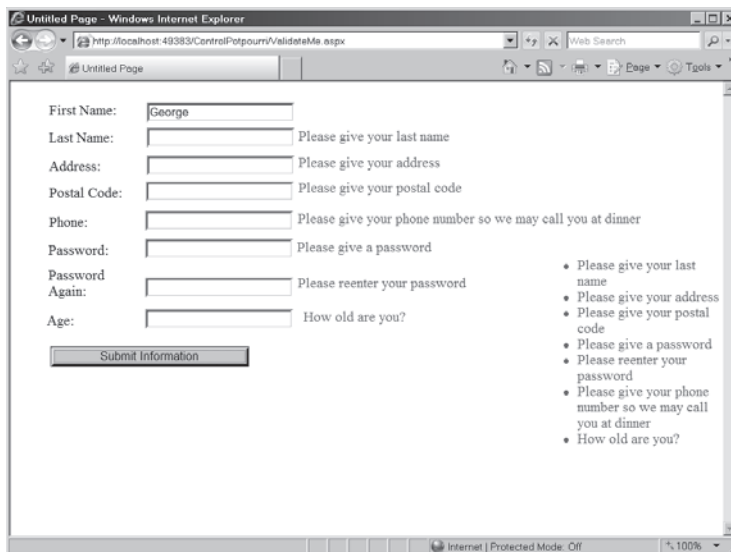 Untitled Page - Windows Internet Explorer
http://localhost:49383/ControlPotpourri/ValidateMe.aspx
Web Search
Untitled Page
Page
Tools
First Name:
George
Last Name:
Please give your last name
Address:
Please give your address
Postal Code:
Please give your postal code
Phone:
Please give your phone number so we may call you at dinner
Password:
Please give a password
Password
Again:
Please reenter your password
Age:
How old are you?
Submit Information
• Please give your last
name
• Please give your address
• Please give your postal
code
• Please give a password
• Please reenter your
password
• Please give your phone
number so we may call
you at dinner
• How old are you?
Internet | Protected Mode: Off
100%